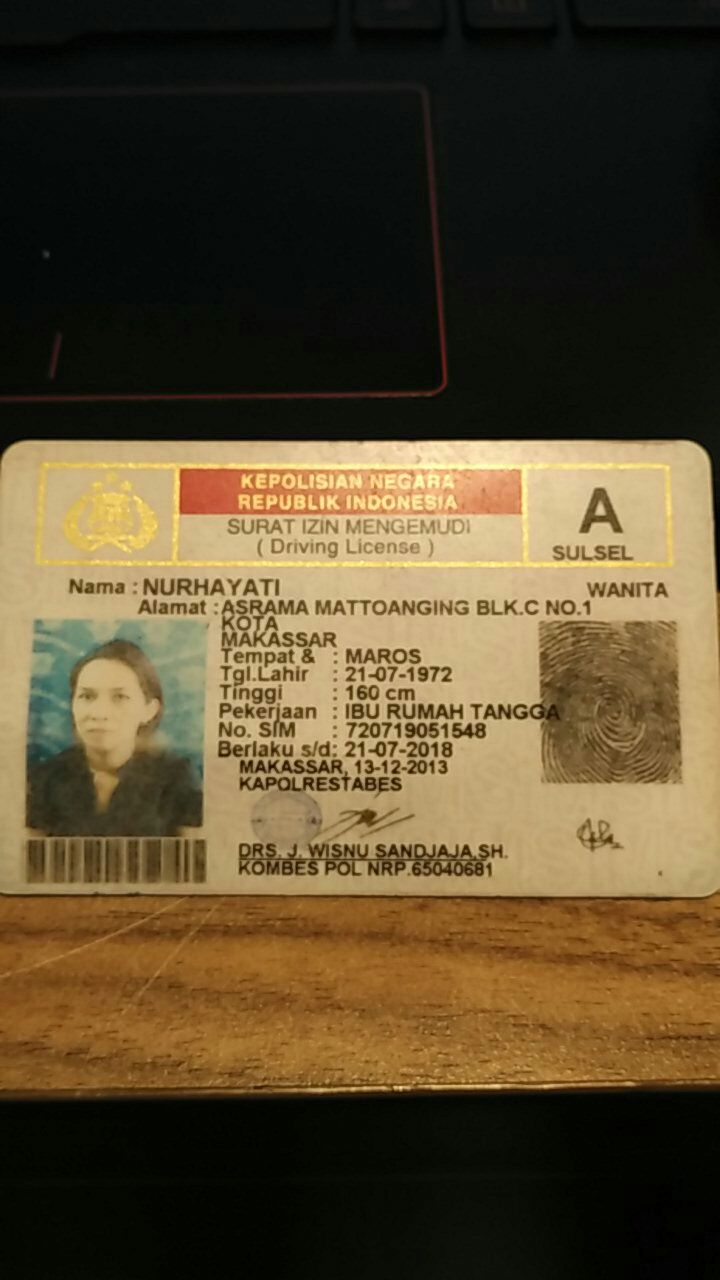 KEPOLISIAN NEGARA
REPUBLIK INDONESIA
SURAT IZIN MENGEMUDI
( Driving License )
A
SULSEL
Nama : NURHAYATI
WANITA
Alamat : ASRAMA MATTOANGING BLK.C NO.1
KOTA
MAKASSAR
Tempat & : MAROS
Tgl.Lahir : 21-07-1972
Tinggi : 160 cm
Pekerjaan : IBU RUMAH TANGGA
No. SIM : 720719051548
Berlaku s/d: 21-07-2018
MAKASSAR, 13-12-2013
KAPOLRESTABES
DRS. J. WISNU SANDJAJA,SH.
KOMBES POL NRP.65040681